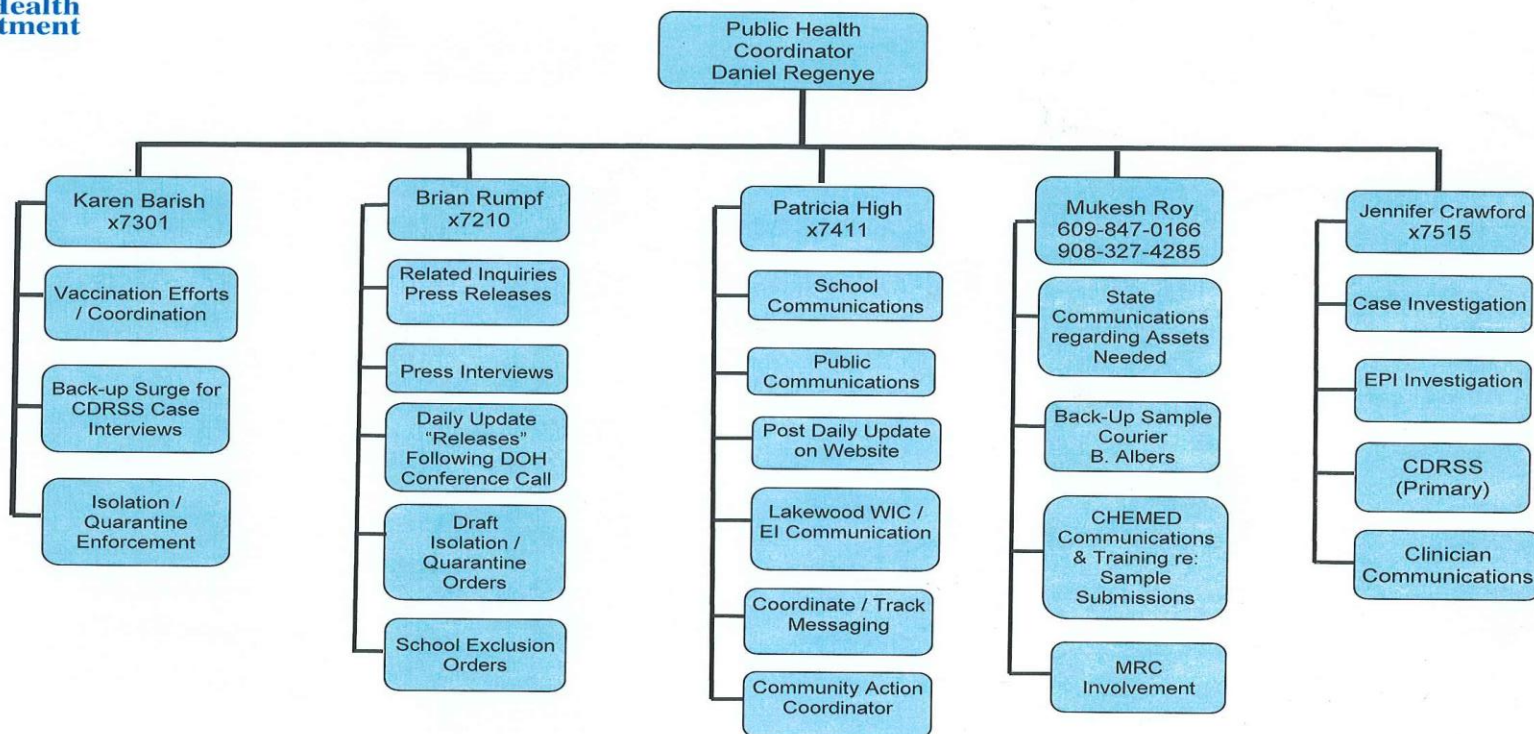 Public Health
Coordinator
Daniel Regenye
Karen Barish
x7301
Vaccination Efforts
/ Coordination
Back-up Surge for
CDRSS Case
Interviews
Isolation /
Quarantine
Enforcement
Brian Rumpf
x7210
Related Inquiries
Press Releases
Press Interviews
Daily Update
“Releases”
Following DOH
Conference Call
Draft
Isolation /
Quarantine
Orders
School Exclusion
Orders
Patricia High
x7411
School
Communications
Public
Communications
Post Daily Update
on Website
Lakewood WIC /
EI Communication
Coordinate / Track
Messaging
Community Action
Coordinator
Mukesh Roy
609-847-0166
908-327-4285
State
Communications
regarding Assets
Needed
Back-Up Sample
Courier
B. Albers
CHEMED
Communications
& Training re:
Sample
Submissions
MRC
Involvement
Jennifer Crawford
x7515
Case Investigation
EPI Investigation
CDRSS
(Primary)
Clinician
Communications